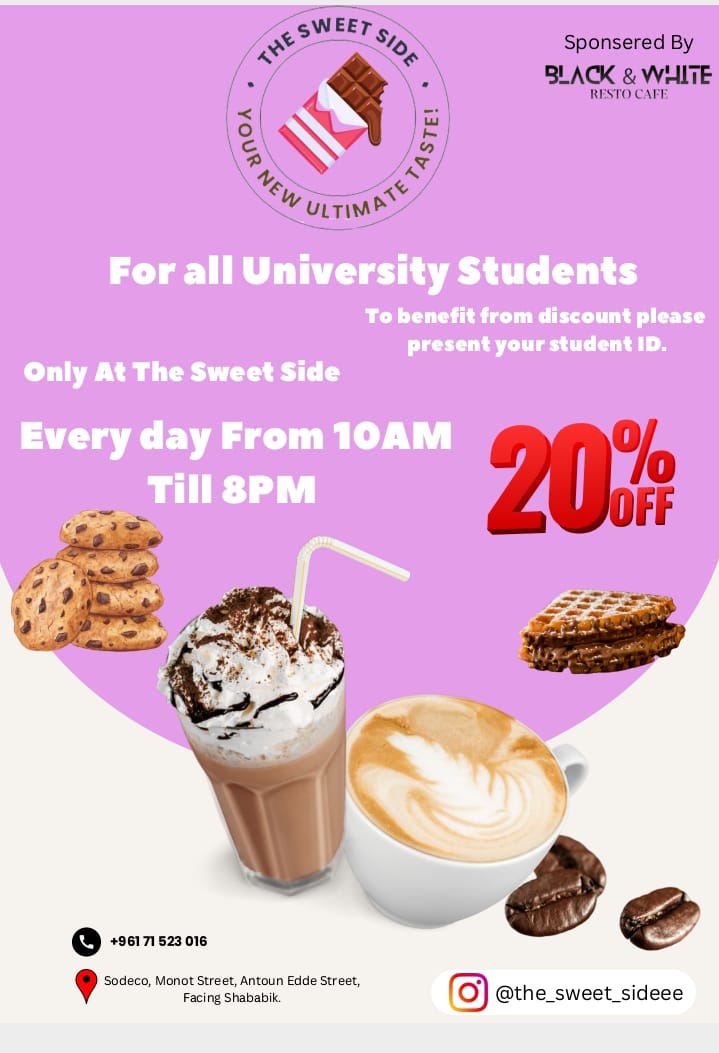 THE SWEET SIDE
YOUR NEW ULTIMATE TASTE!
Sponsered By
BLACK & WHITE
RESTO CAFE
For all University Students
To benefit from discount please
present your student ID.
Only At The Sweet Side
Every day From 10AM
Till 8PM
20%
OFF
+961 71 523 016
Sodeco, Monot Street, Antoun Edde Street,
Facing Shababik.
@the_sweet_sideee